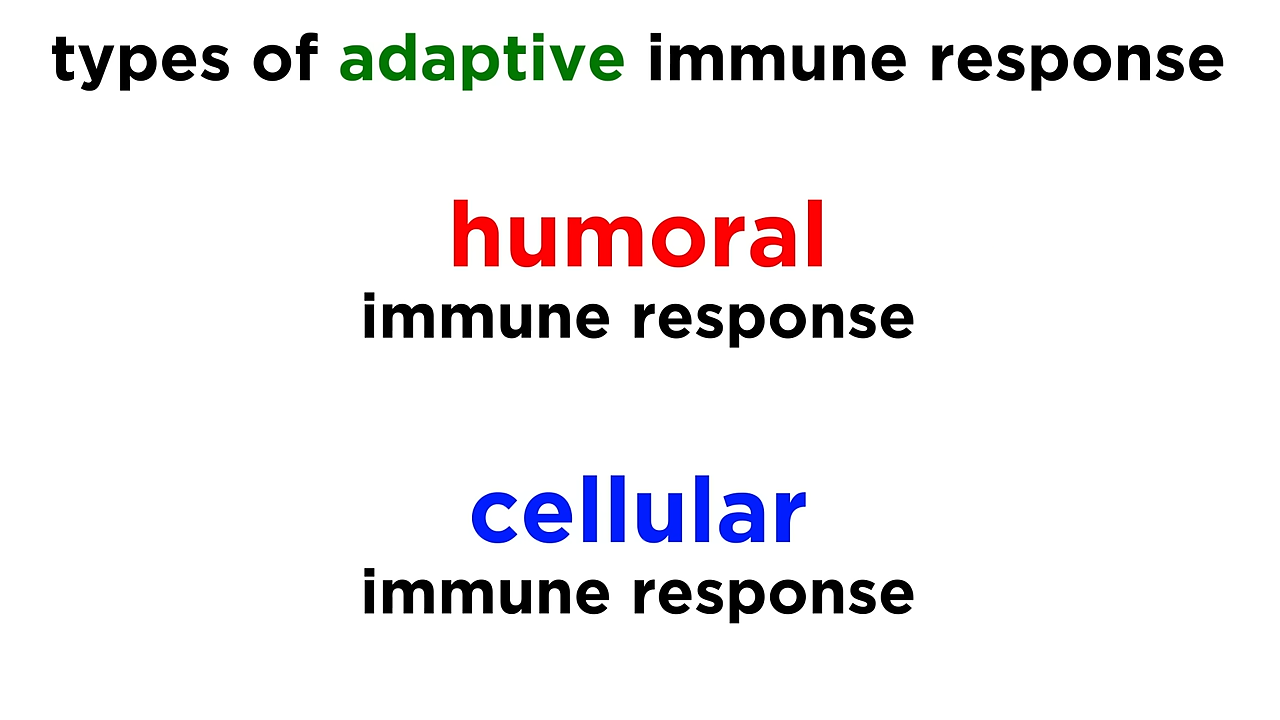 types of adaptive immune response
humoral
immune response
cellular
immune response